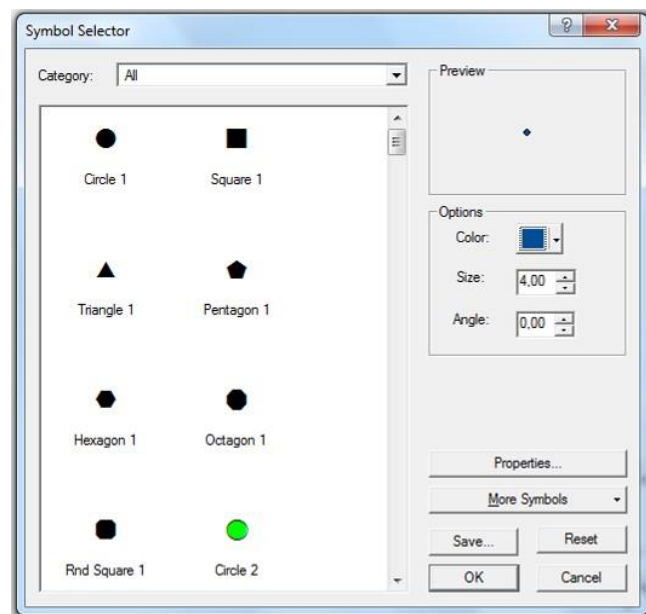 Symbol Selector
Category: All
Circle 1 Square 1
Triangle 1 Pentagon 1
Hexagon 1 Octagon 1
Rnd Square 1 Circle 2
Preview
Options
Color:
Size: 4,00
Angle: 0,00
Properties...
More Symbols
Save... Reset
OK Cancel